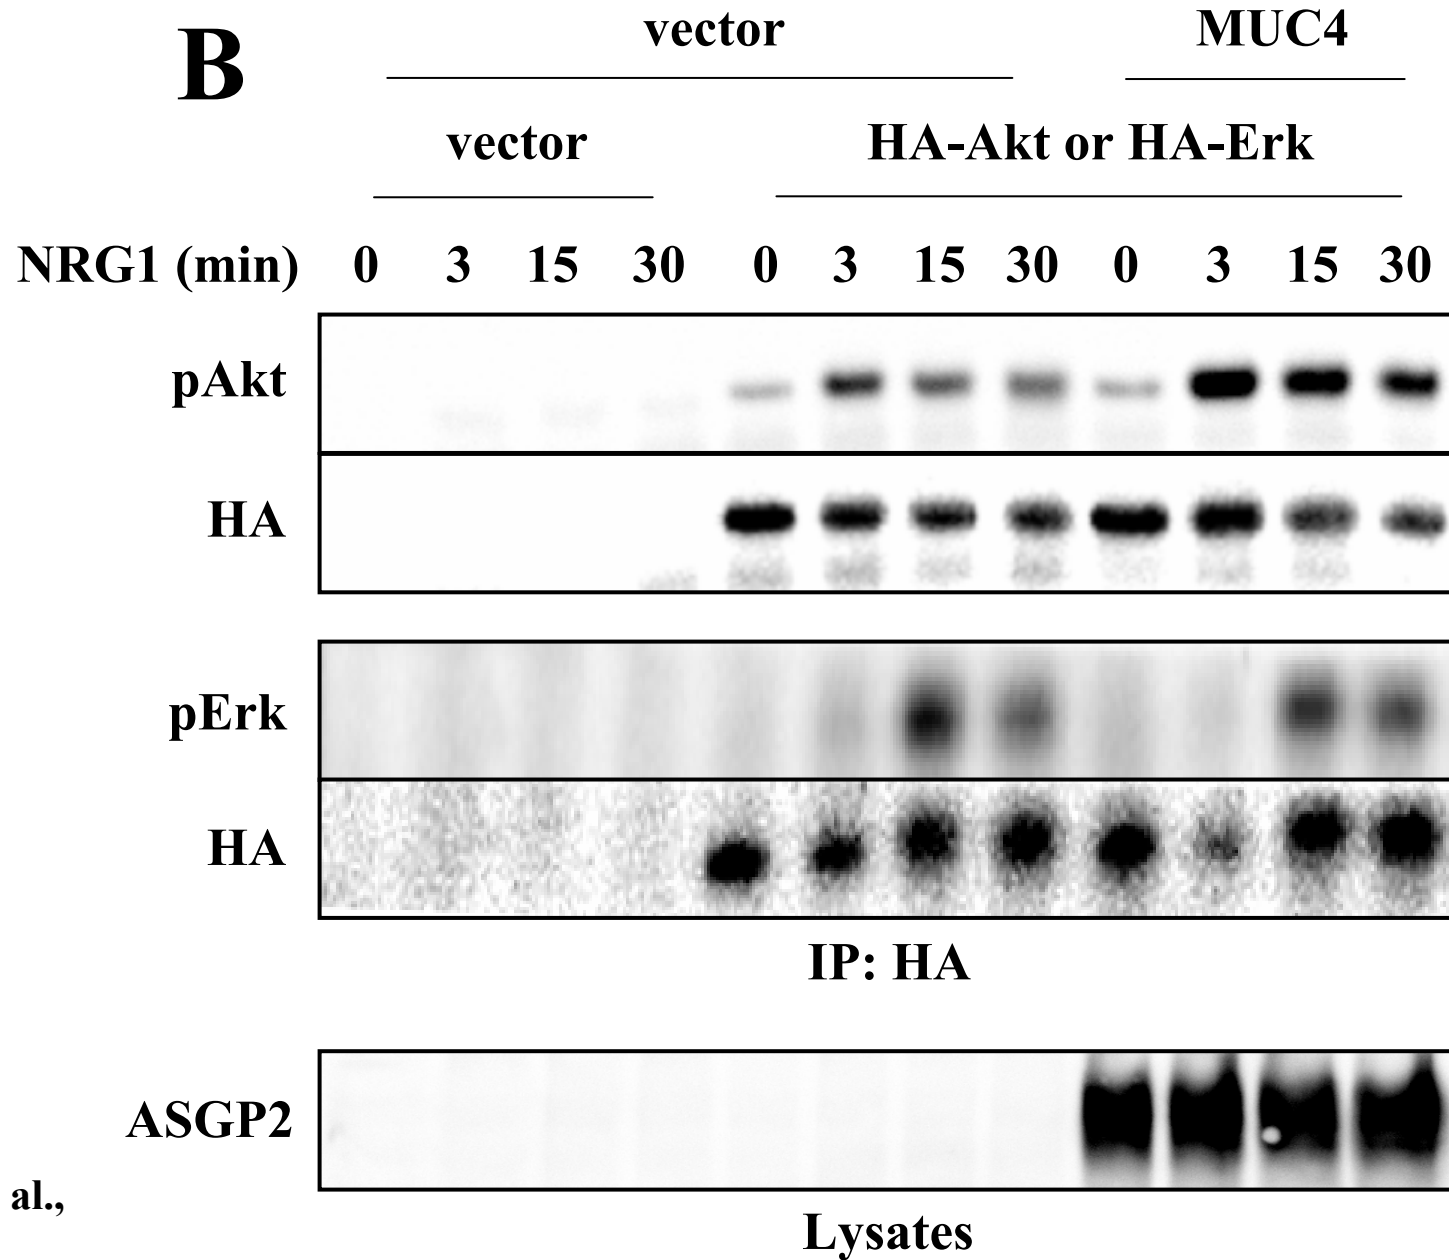 B
vector MUC4
vector HA-Akt or HA-Erk
NRG1 (min) 0 3 15 30 0 3 15 30 0 3 15 30
pAkt
HA
pErk
HA
IP: HA
ASGP2
al.,
Lysates